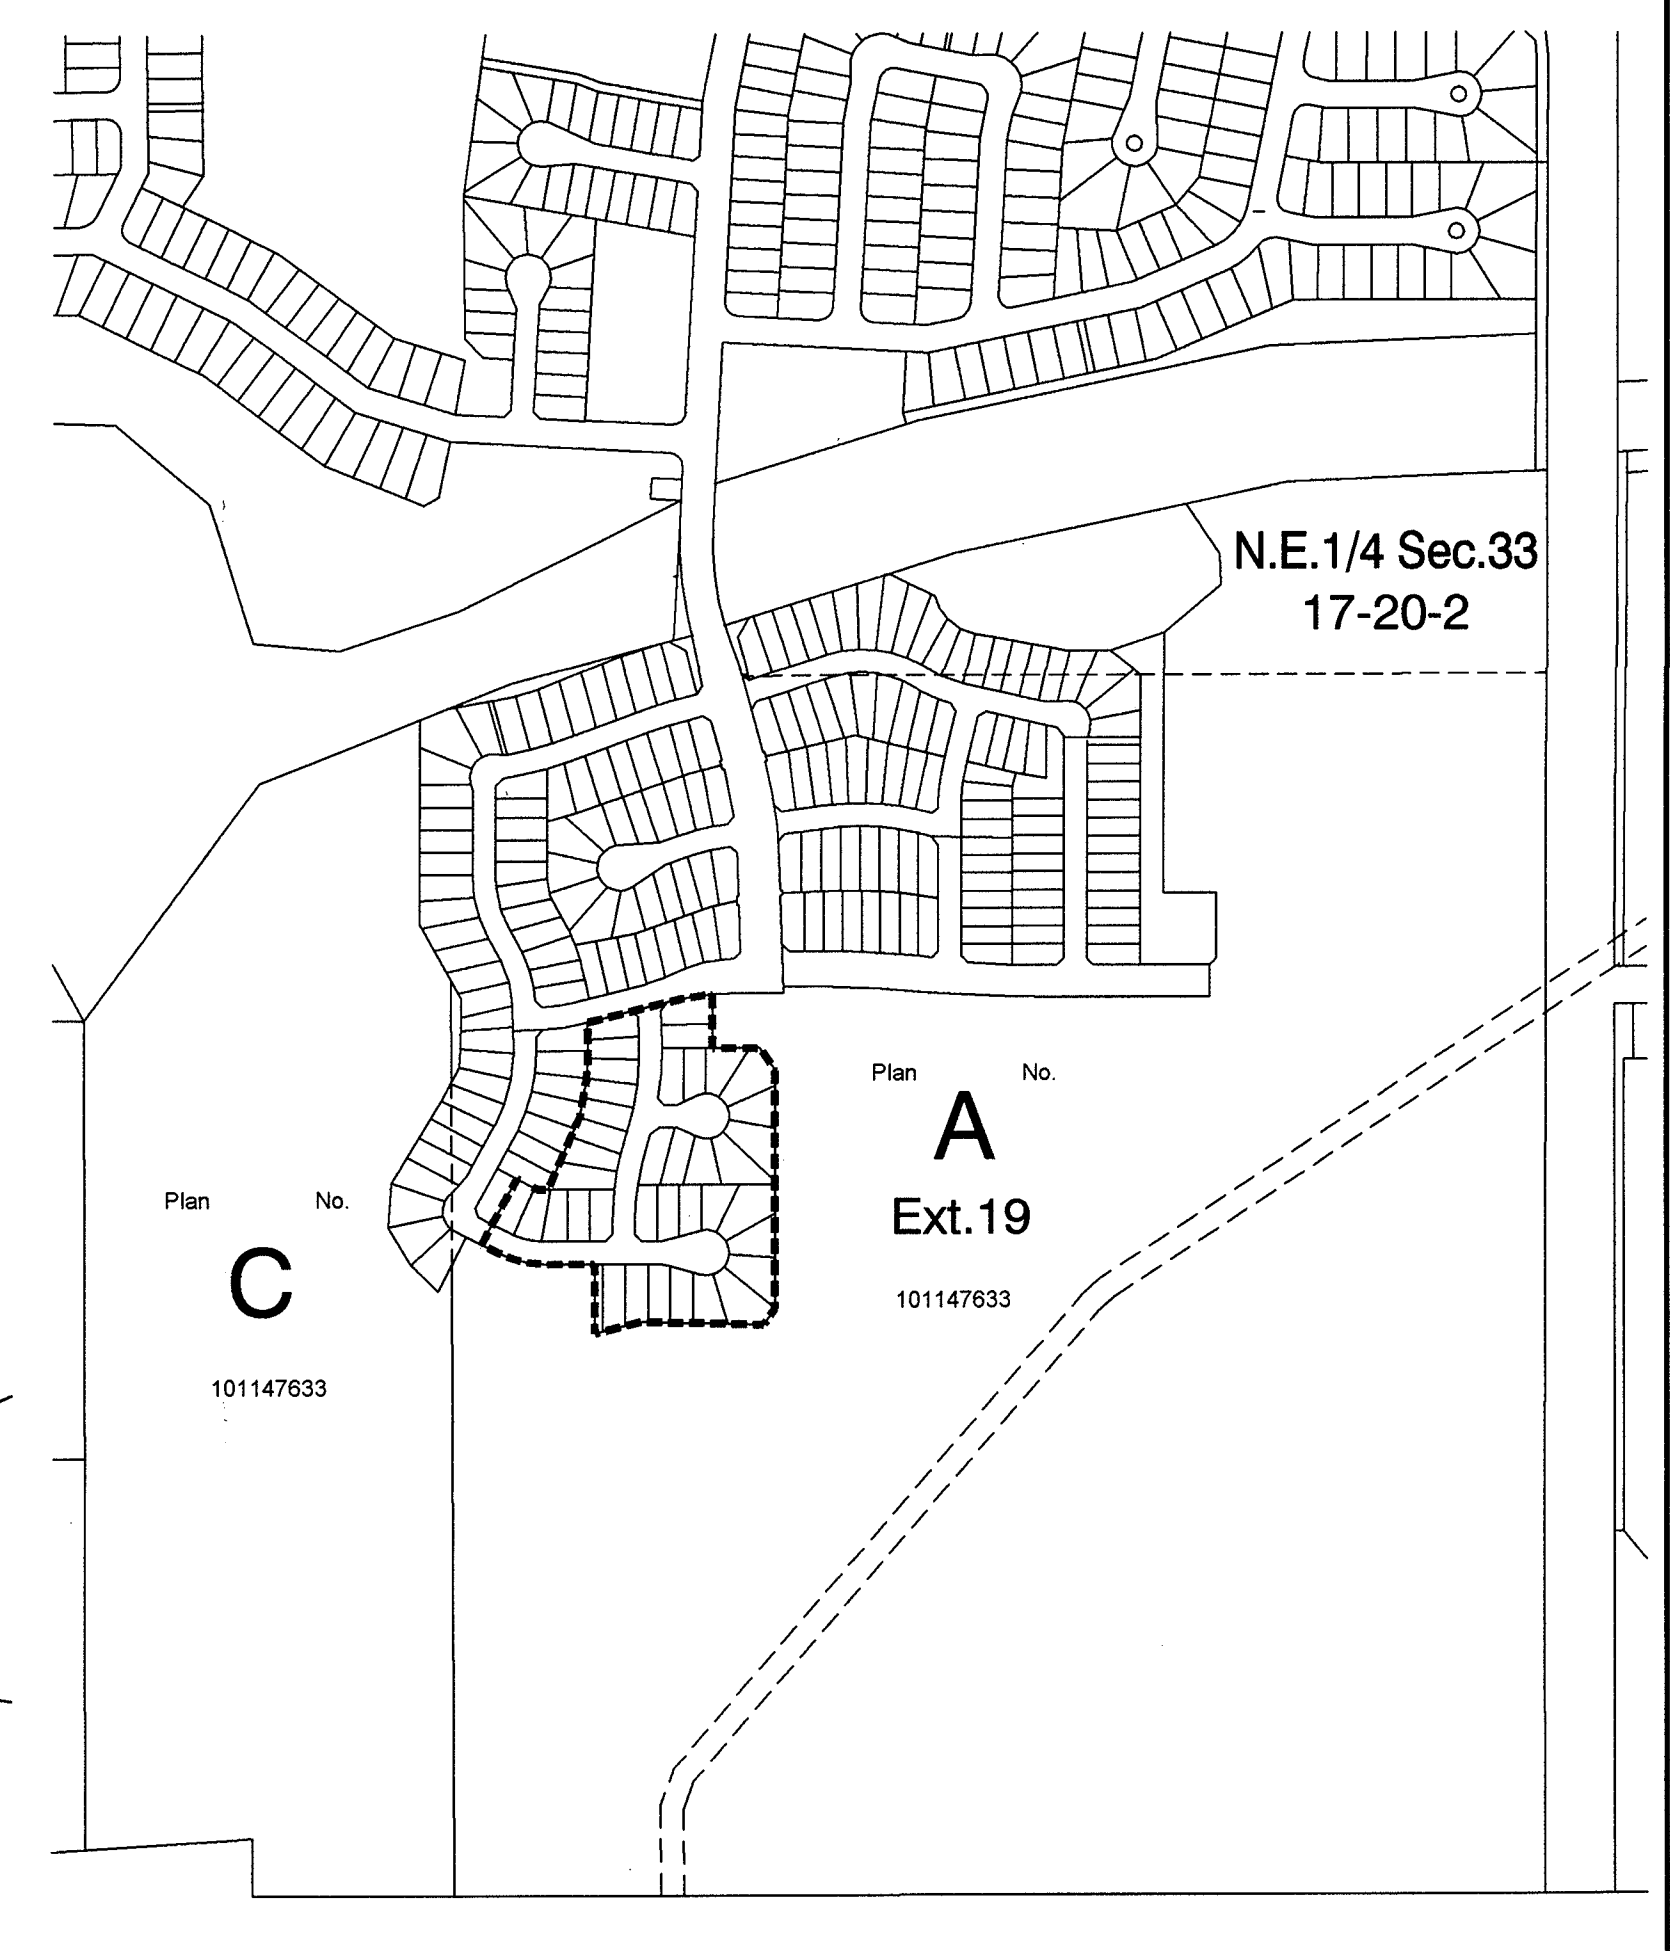 N.E.1/4 Sec.33
17-20-2
Plan No.
A
Ext.19
101147633
Plan No.
C
101147633